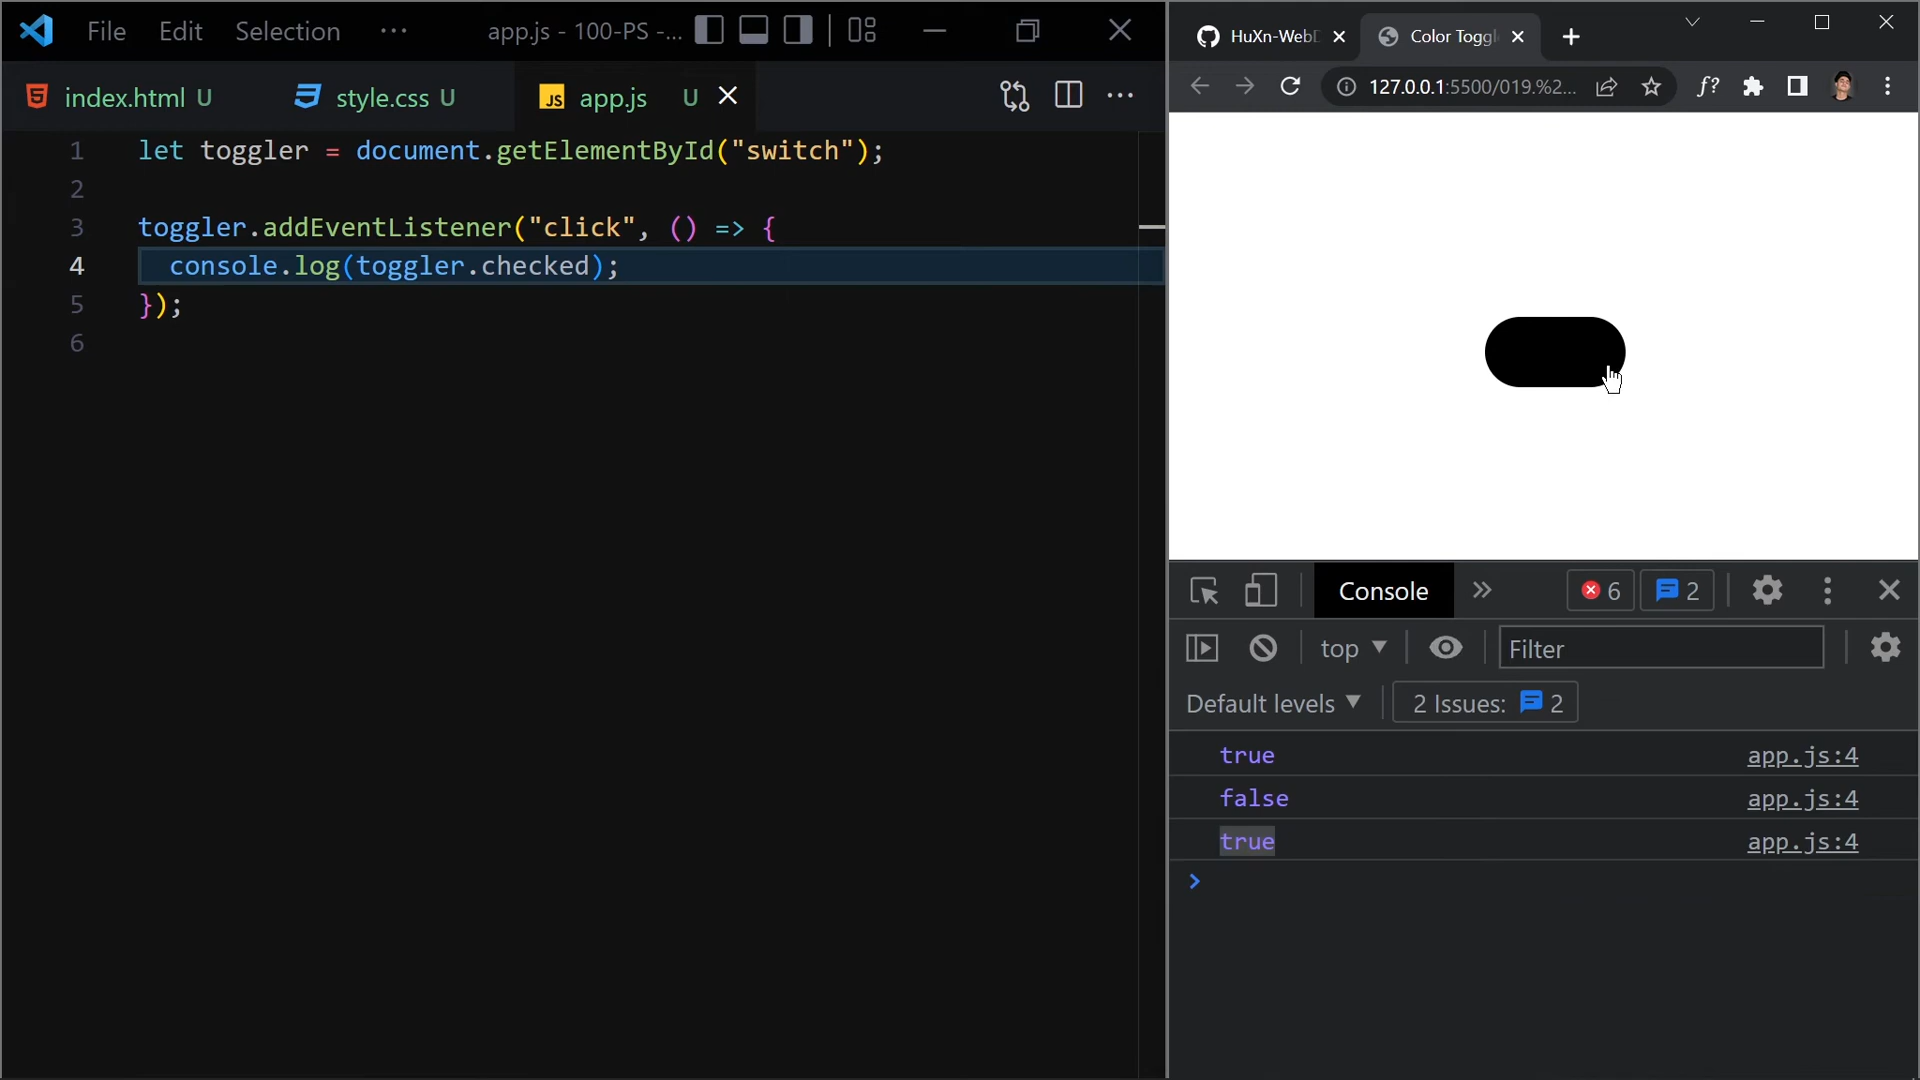 File Edit Selection ··· app.js - 100-PS -...
index.html U style.css U JS app.js U
1 let toggler = document.getElementById("switch");
2
3 toggler.addEventListener("click", () => {
4 console.log(toggler.checked);
5 });
6
HuXn-WebD Color Toggl
127.0.0.1:5500/019.%2... f?
Console 6 2
top Filter
Default levels 2 Issues: 2
true app.js:4
false app.js:4
true app.js:4